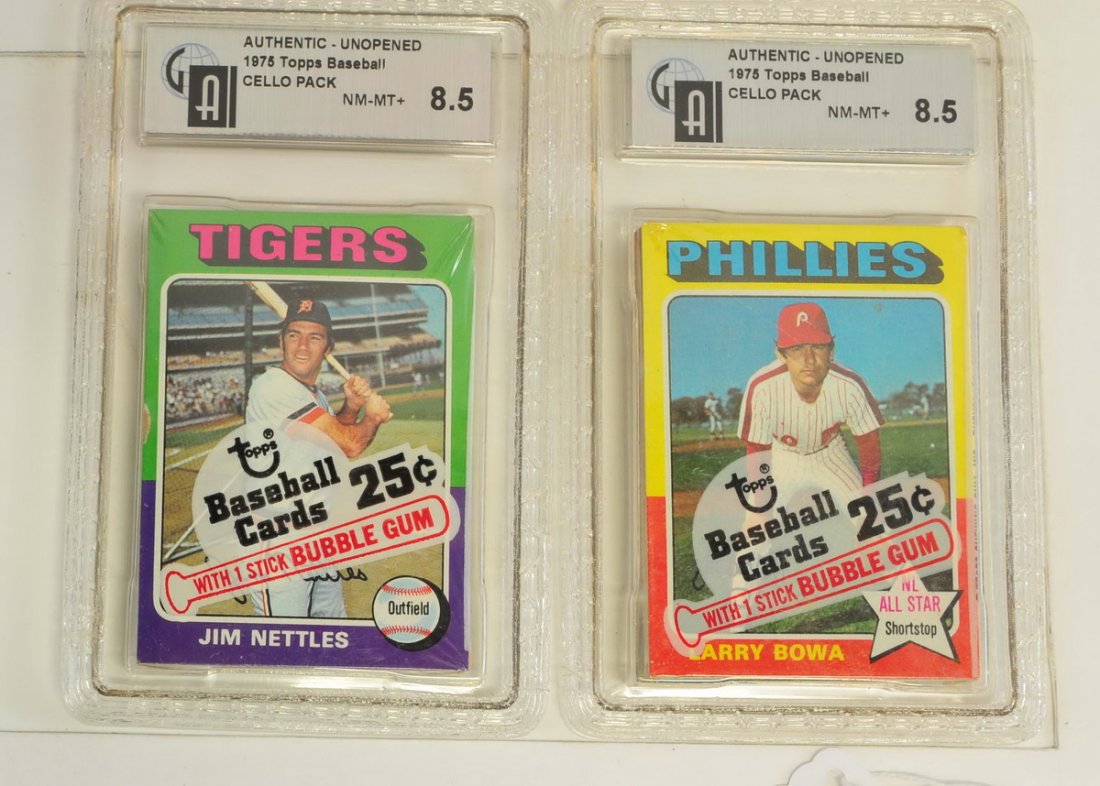 AUTHENTIC - UNOPENED
1975 Topps Baseball
CELLO PACK
NM-MT+ 8.5
GA
TIGERS
topps®
Baseball
Cards 25¢
WITH 1 STICK BUBBLE GUM
Outfield
JIM NETTLES
AUTHENTIC - UNOPENED
1975 Topps Baseball
CELLO PACK
NM-MT+ 8.5
GA
PHILLIES
P
topps®
Baseball
Cards 25¢
WITH 1 STICK BUBBLE GUM
NL
ALL STAR
Shortstop
LARRY BOWA